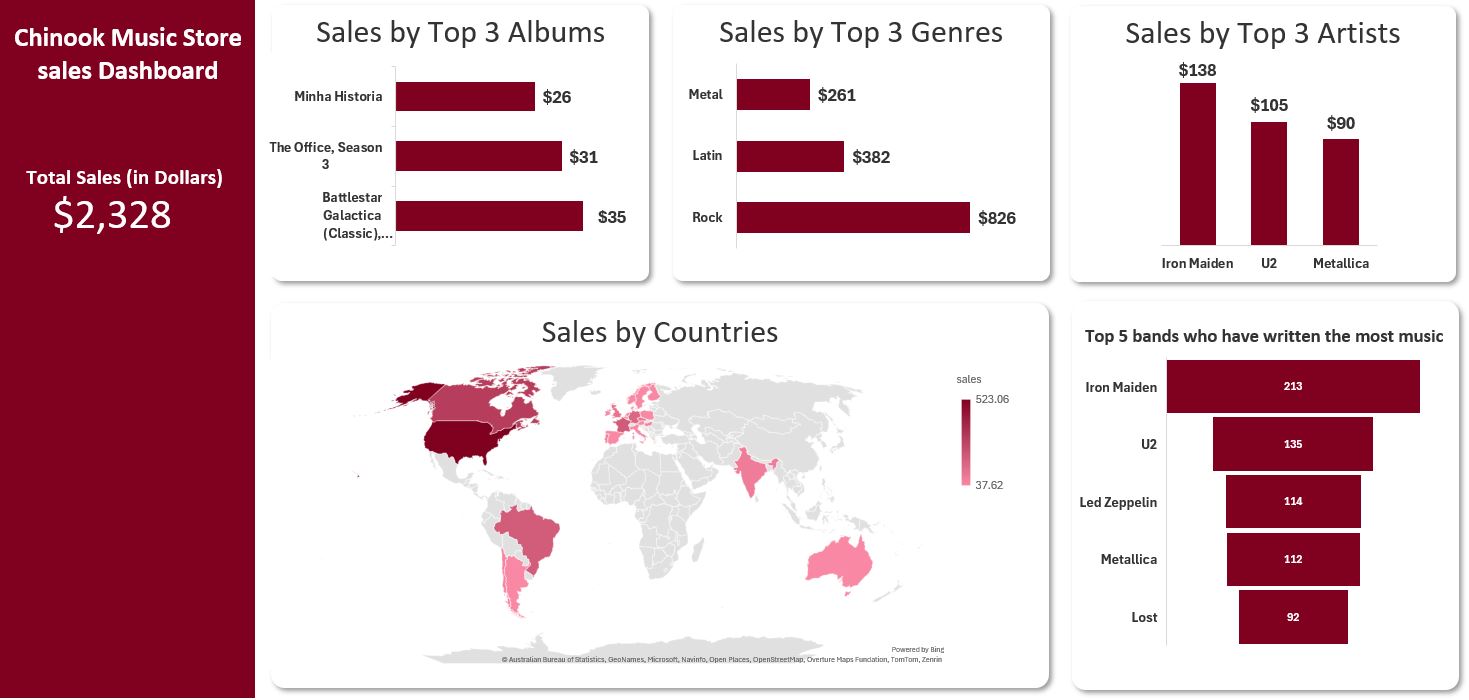 Chinook Music Store
sales Dashboard
Total Sales (in Dollars)
$2,328
Sales by Top 3 Albums
Minha Historia
$26
The Office, Season
3
$31
Battlestar
Galactica
(Classic),...
$35
Sales by Top 3 Genres
Metal
$261
Latin
$382
Rock
$826
Sales by Top 3 Artists
$138
$105
$90
Iron Maiden
U2
Metallica
Sales by Countries
sales
523.06
37.62
Powered by Bing
© Australian Bureau of Statistics, GeoNames, Microsoft, Navinfo, Open Places, OpenStreetMap, Overture Maps Fundation, TomTom, Zenrin
Top 5 bands who have written the most music
Iron Maiden
213
U2
135
Led Zeppelin
114
Metallica
112
Lost
92